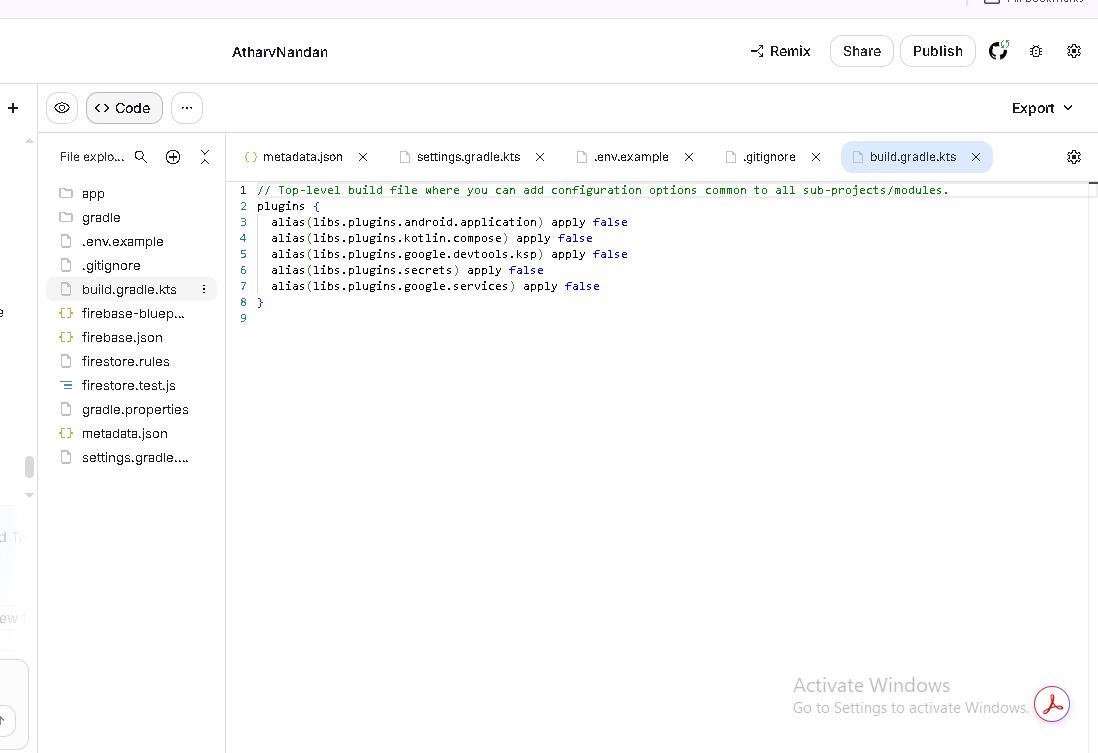 AtharvNandan
Remix
Share
Publish
Code
Export
File explo...
metadata.json
settings.gradle.kts
.env.example
.gitignore
build.gradle.kts
app
gradle
.env.example
.gitignore
build.gradle.kts
firebase-bluep...
firebase.json
firestore.rules
firestore.test.js
gradle.properties
metadata.json
settings.gradle....
1 // Top-level build file where you can add configuration options common to all sub-projects/modules.
2 plugins {
3 alias(libs.plugins.android.application) apply false
4 alias(libs.plugins.kotlin.compose) apply false
5 alias(libs.plugins.google.devtools.ksp) apply false
6 alias(libs.plugins.secrets) apply false
7 alias(libs.plugins.google.services) apply false
8 }
9
Activate Windows
Go to Settings to activate Windows.